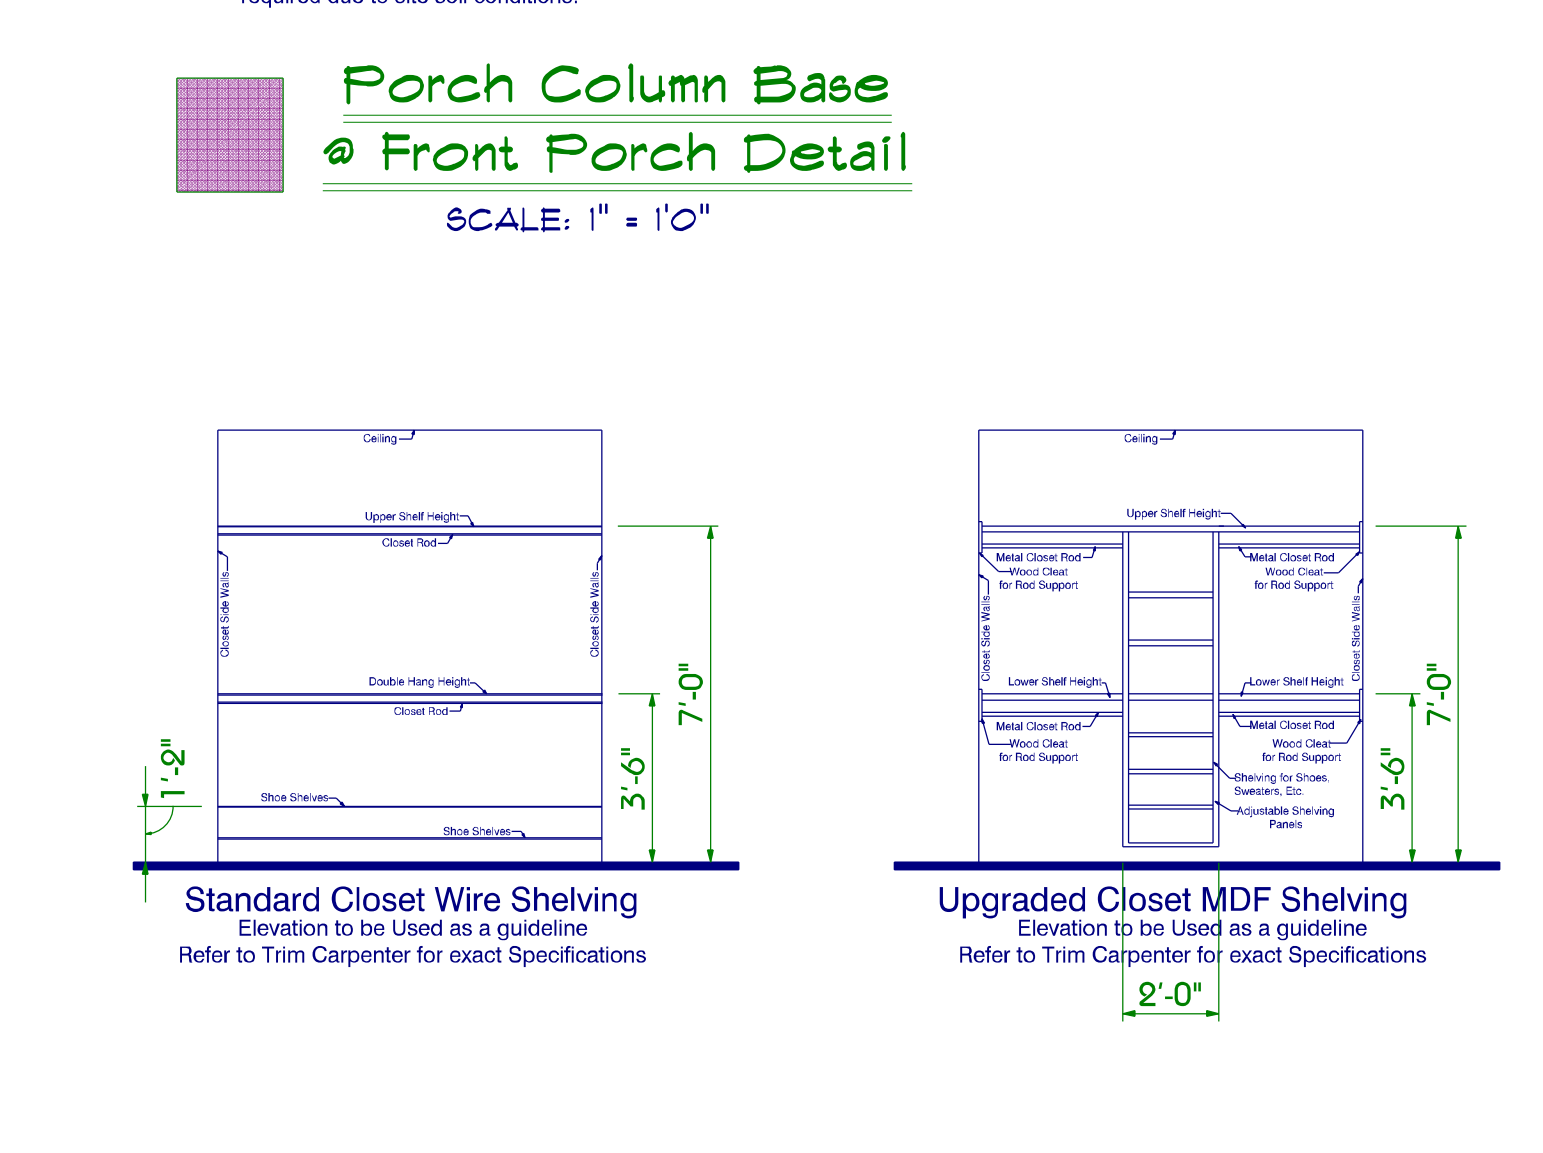 required due to site soil conditions.
Porch Column Base
@ Front Porch Detail
SCALE: 1" = 1'0"
Ceiling
Upper Shelf Height
Closet Rod
Closet Side Walls
Closet Side Walls
Double Hang Height
Closet Rod
Shoe Shelves
Shoe Shelves
1'-2"
3'-6"
7'-0"
Standard Closet Wire Shelving
Elevation to be Used as a guideline
Refer to Trim Carpenter for exact Specifications
Ceiling
Upper Shelf Height
Metal Closet Rod
Wood Cleat
for Rod Support
Metal Closet Rod
Wood Cleat
for Rod Support
Closet Side Walls
Closet Side Walls
Lower Shelf Height
Lower Shelf Height
Metal Closet Rod
Wood Cleat
for Rod Support
Metal Closet Rod
Wood Cleat
for Rod Support
Shelving for Shoes,
Sweaters, Etc.
Adjustable Shelving
Panels
3'-6"
7'-0"
Upgraded Closet MDF Shelving
Elevation to be Used as a guideline
Refer to Trim Carpenter for exact Specifications
2'-0"